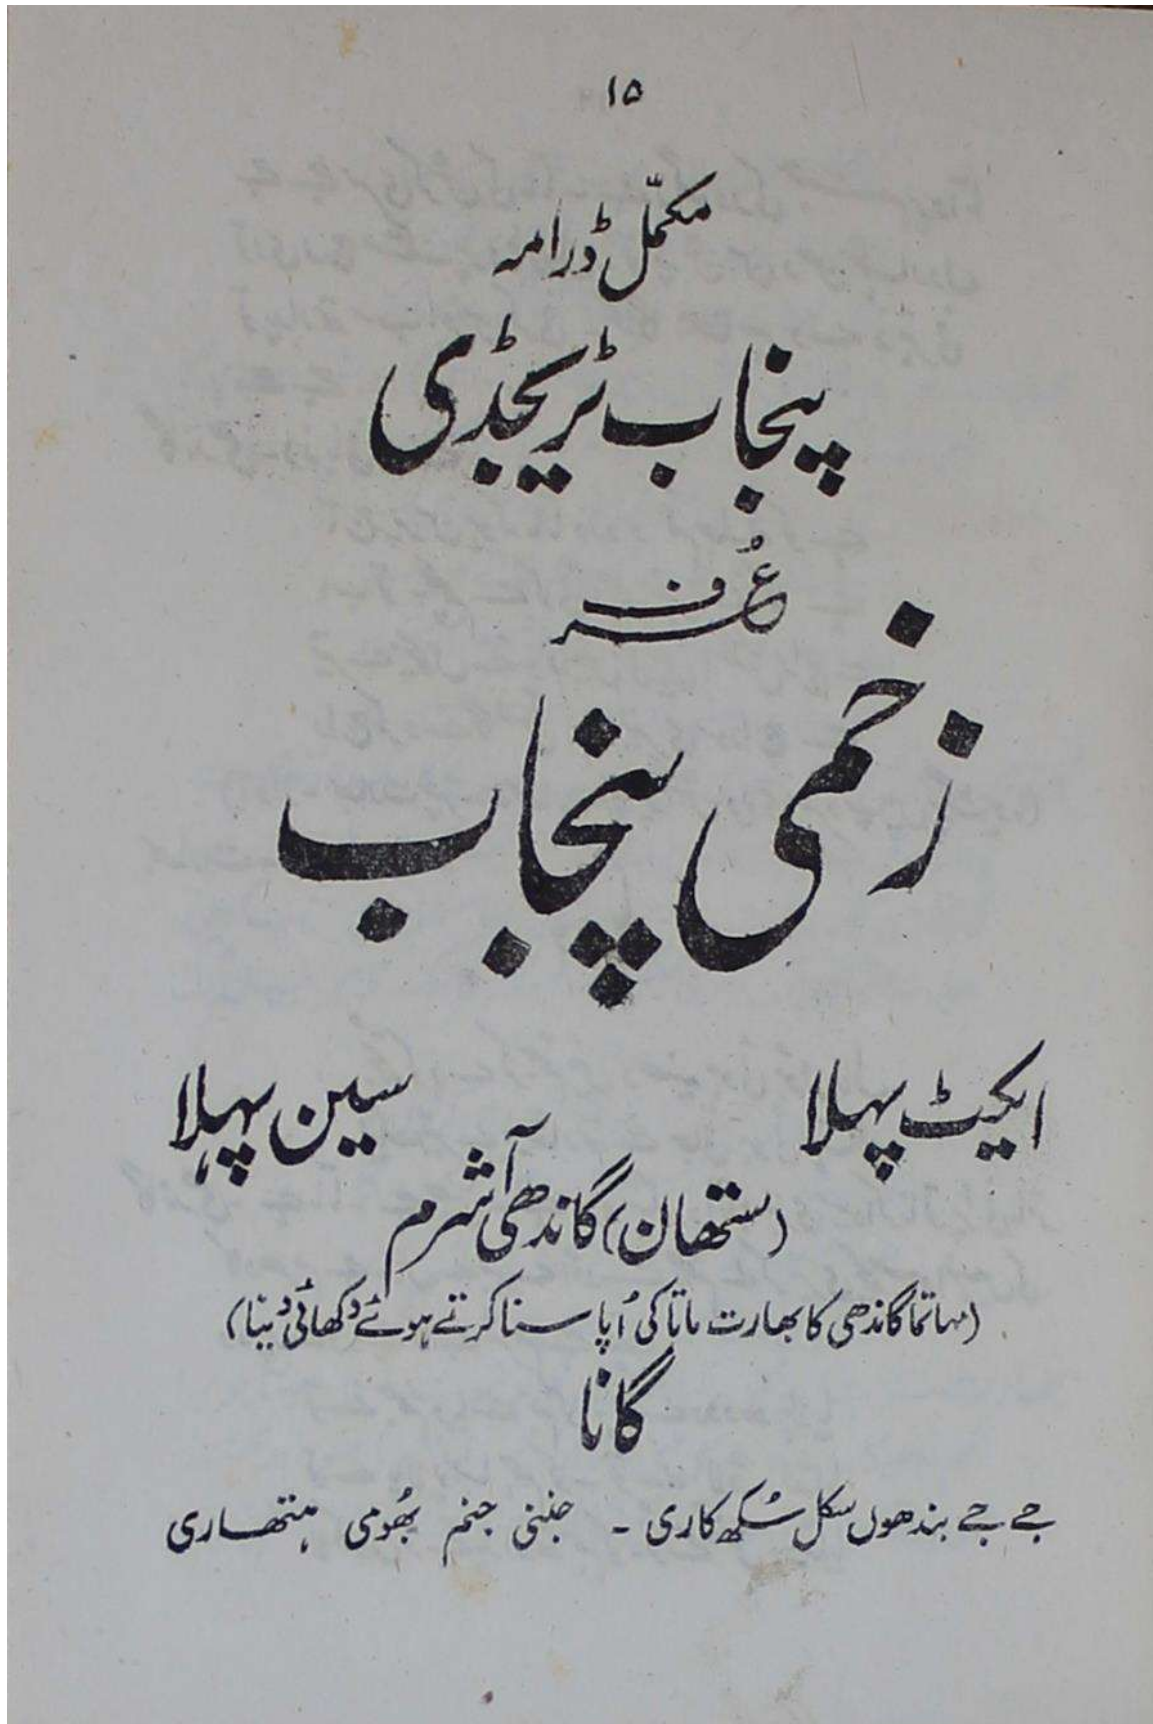 ۱۵
مکمّل ڈرامہ
پنجاب ٹریجڈی
عُرف
زخمی پنجاب
ایکٹ پہلا سین پہلا
(ستھان) گاندھی آشرم
(مہاتما گاندھی کا بھارت ماتا کی اُپاسنا کرتے ہوئے دکھائی دینا)
گانا
جے جے بندھوں سکل سُکھ کاری - جننی جنم بھُومی ہتھاری